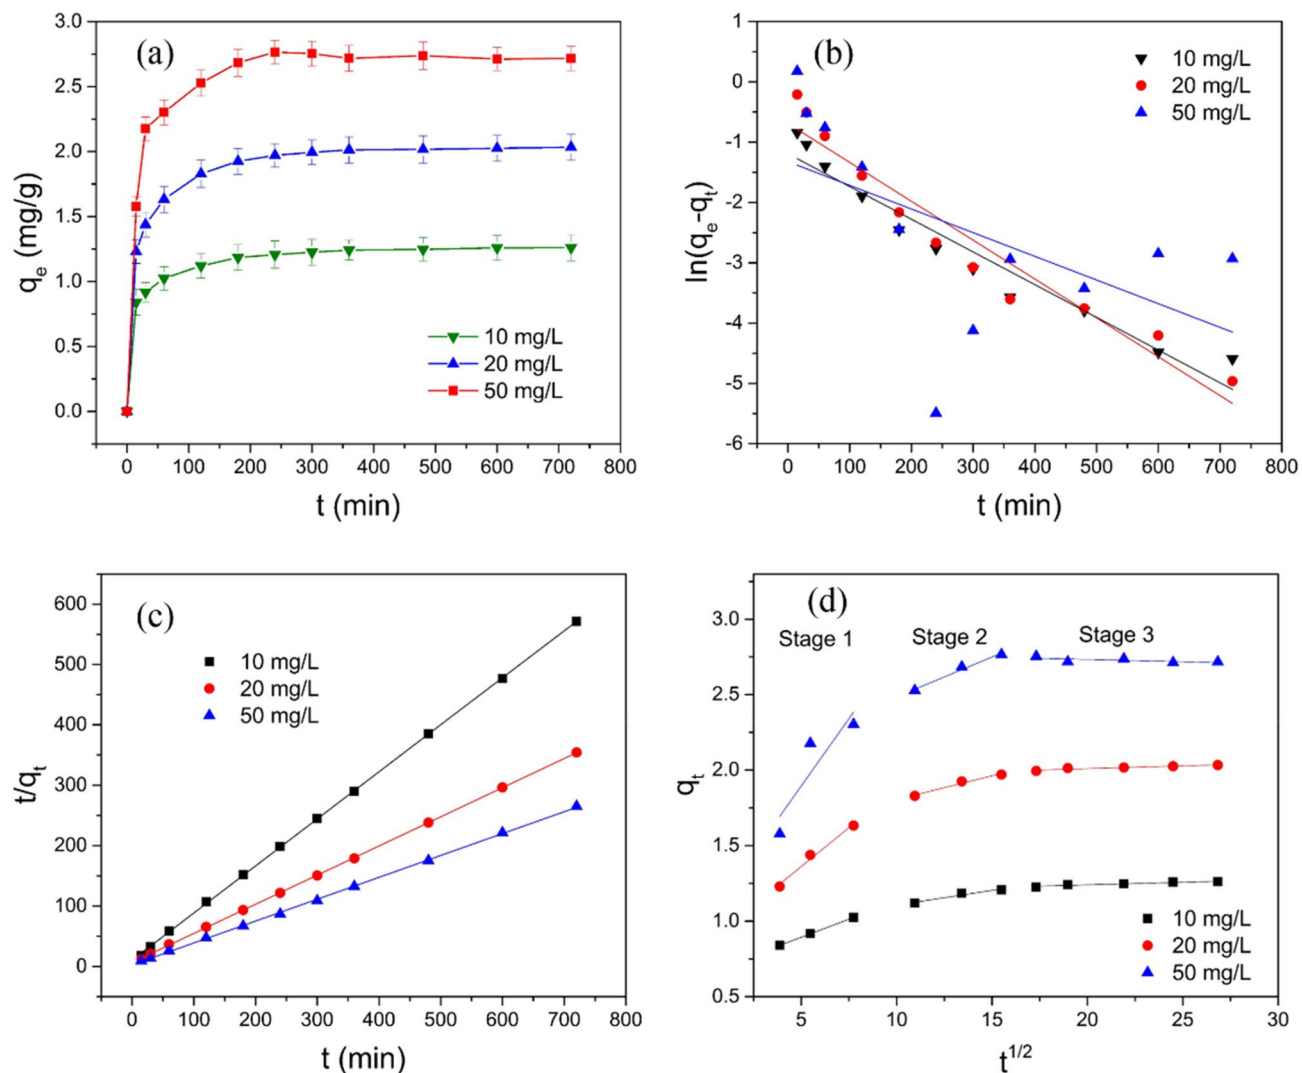 (a)
3.0
2.5
2.0
1.5
1.0
0.5
0.0
qe (mg/g)
10 mg/L
20 mg/L
50 mg/L
0 100 200 300 400 500 600 700 800
t (min)
(b)
1
0
-1
-2
-3
-4
-5
-6
ln(qe-qt)
10 mg/L
20 mg/L
50 mg/L
0 100 200 300 400 500 600 700 800
t (min)
(c)
600
500
400
300
200
100
0
t/qt
10 mg/L
20 mg/L
50 mg/L
0 100 200 300 400 500 600 700 800
t (min)
(d)
3.0
2.5
2.0
1.5
1.0
0.5
qt
Stage 1 Stage 2 Stage 3
10 mg/L
20 mg/L
50 mg/L
5 10 15 20 25 30
t1/2